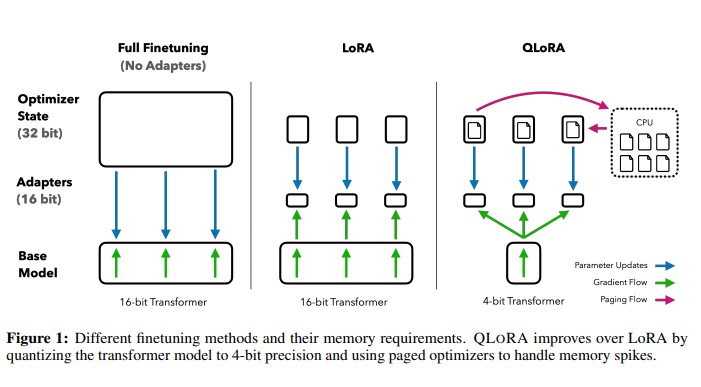 Full Finetuning
(No Adapters)
LoRA
QLoRA
Optimizer
State
(32 bit)
CPU
Adapters
(16 bit)
Base
Model
Parameter Updates
Gradient Flow
Paging Flow
16-bit Transformer
16-bit Transformer
4-bit Transformer
Figure 1: Different finetuning methods and their memory requirements. QLORA improves over LoRA by
quantizing the transformer model to 4-bit precision and using paged optimizers to handle memory spikes.